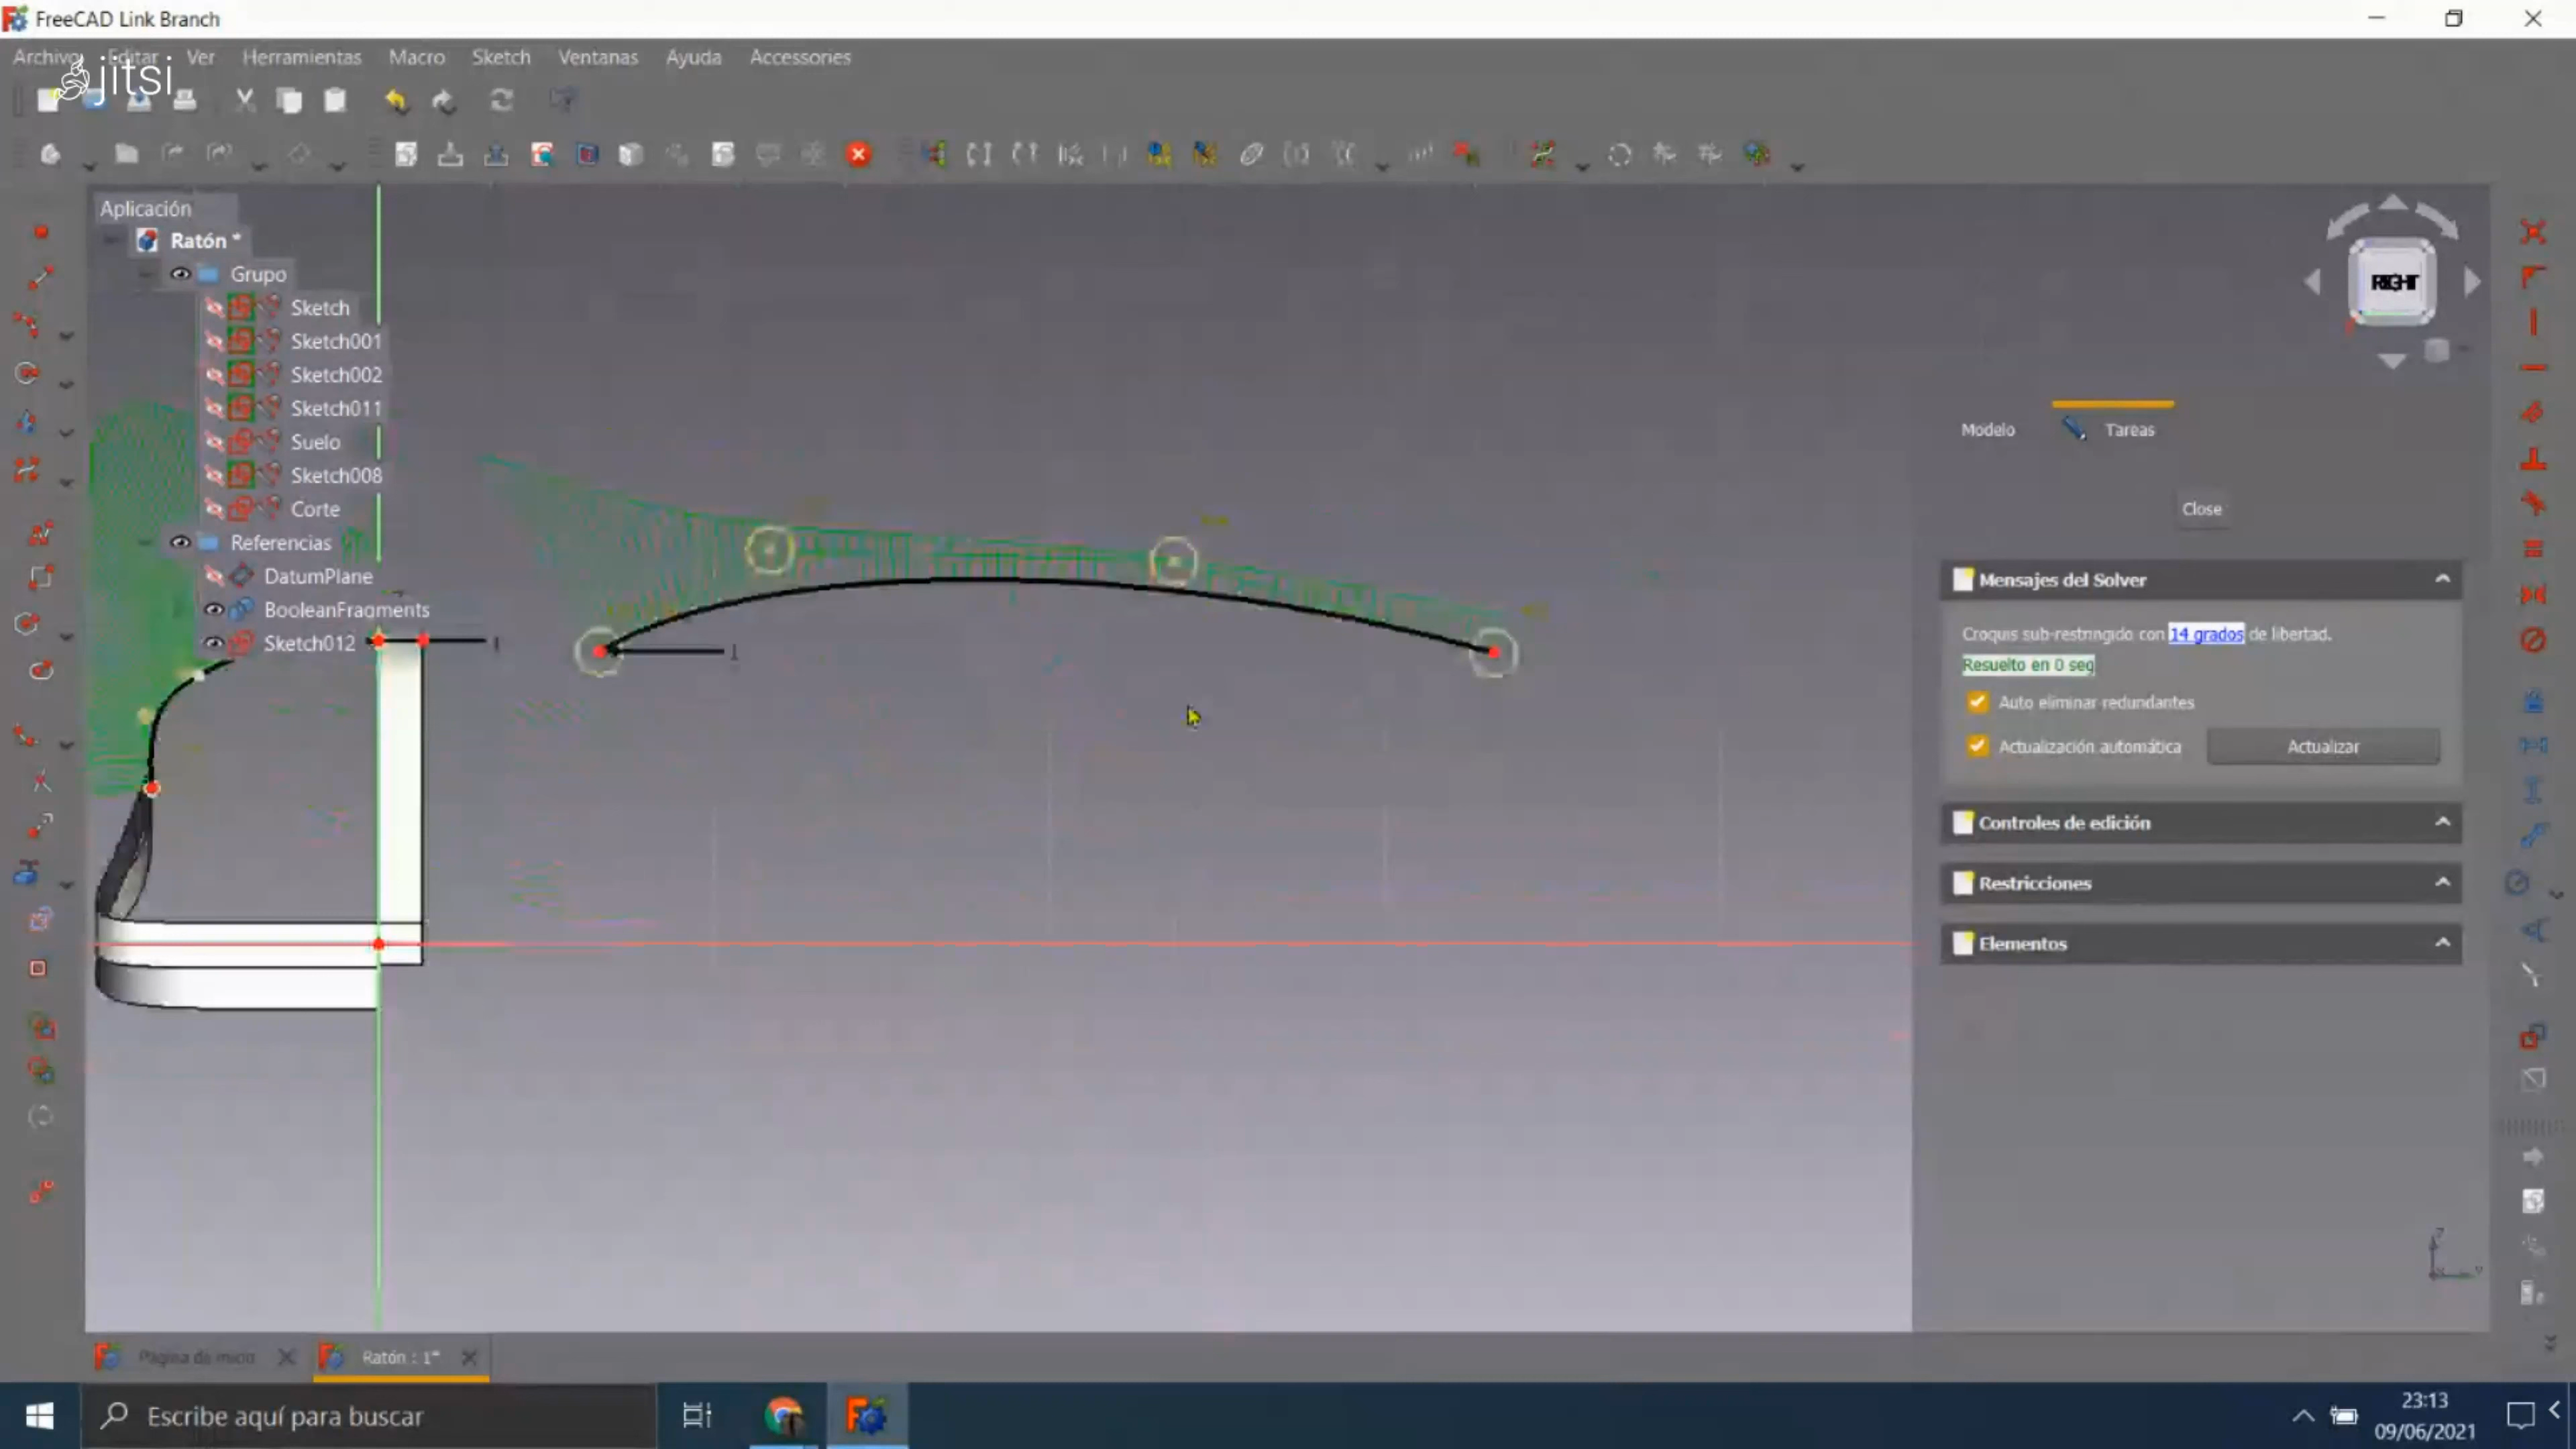 FreeCAD Link Branch
Archivo Editar Ver Herramientas Macro Sketch Ventanas Ayuda Accessories
jitsi
Aplicación
Ratón *
Grupo
Sketch
Sketch001
Sketch002
Sketch011
Suelo
Sketch008
Corte
Referencias
DatumPlane
BooleanFragments
Sketch012
RIGHT
Modelo Tareas
Close
Mensajes del Solver
Croquis sub-restringido con 14 grados de libertad.
Resuelto en 0 seg
Auto eliminar redundantes
Actualización automática Actualizar
Controles de edición
Restricciones
Elementos
Página de inicio Ratón : 1*
Escribe aquí para buscar
23:13
09/06/2021